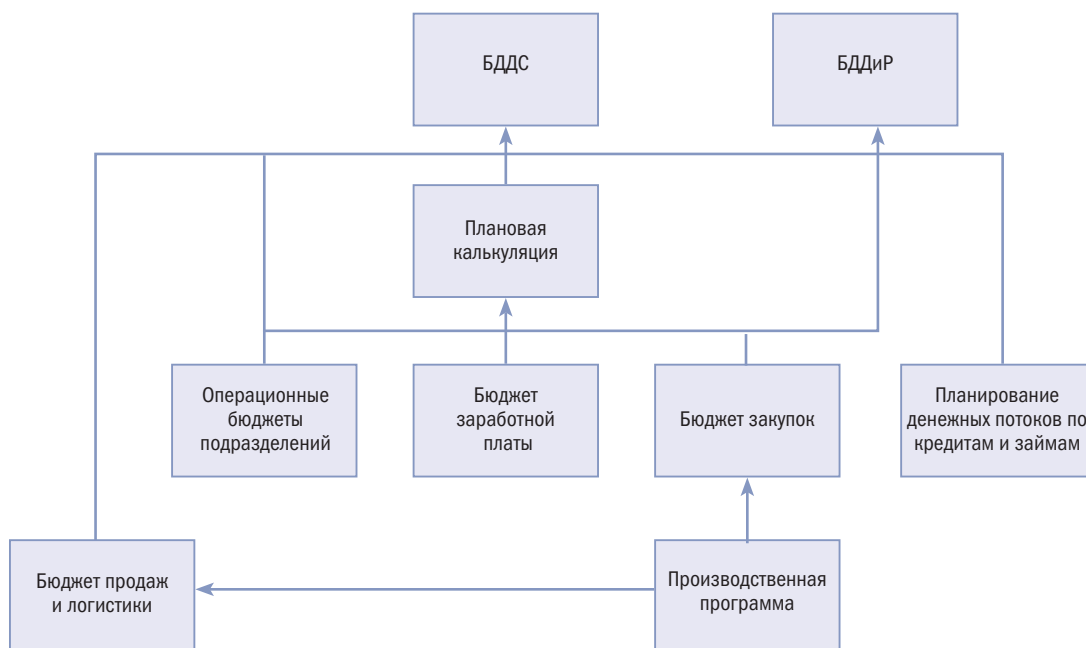 БДДС
БДДиР
Плановая
калькуляция
Операционные
бюджеты
подразделений
Бюджет
заработной
платы
Бюджет закупок
Планирование
денежных потоков по
кредитам и займам
Бюджет продаж
и логистики
Производственная
программа